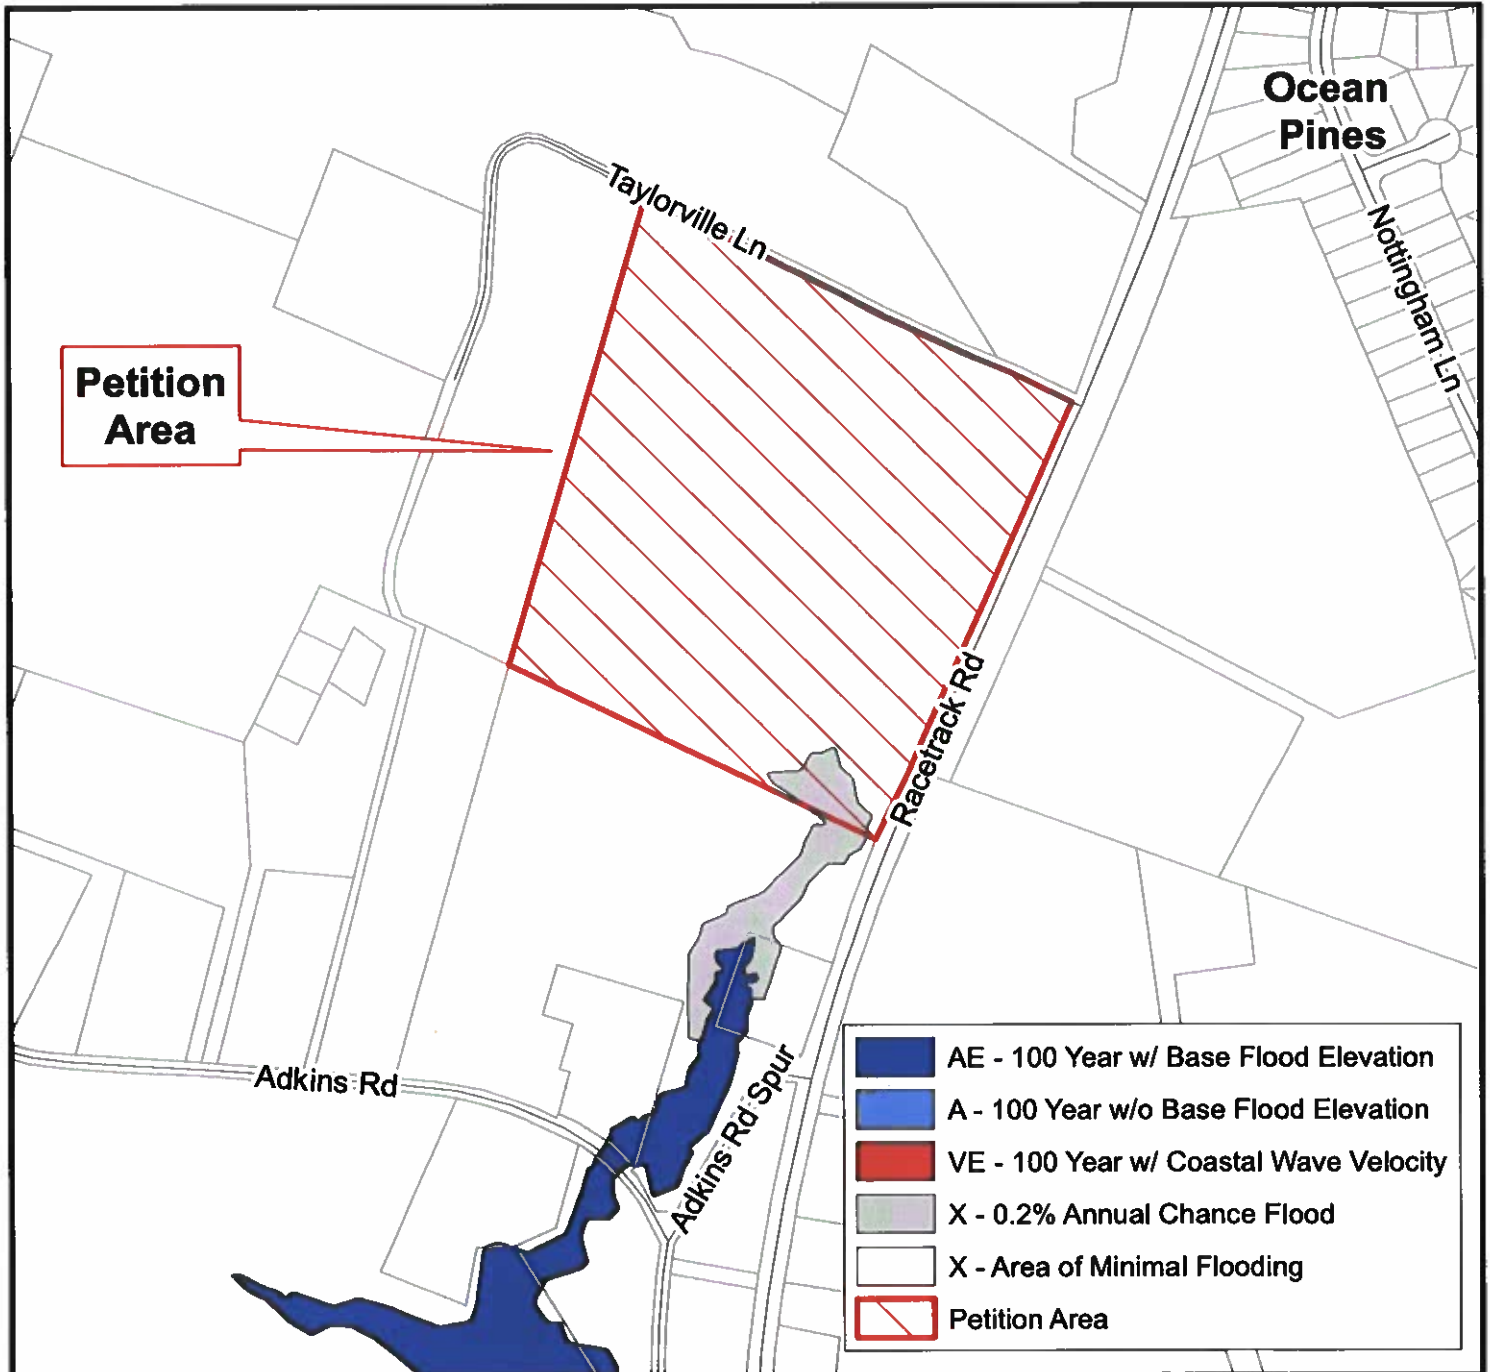 Ocean
Pines
Taylorville Ln
Nottingham Ln
Petition
Area
Racetrack Rd
Adkins Rd
Adkins Rd Spur
AE - 100 Year w/ Base Flood Elevation
A - 100 Year w/o Base Flood Elevation
VE - 100 Year w/ Coastal Wave Velocity
X - 0.2% Annual Chance Flood
X - Area of Minimal Flooding
Petition Area